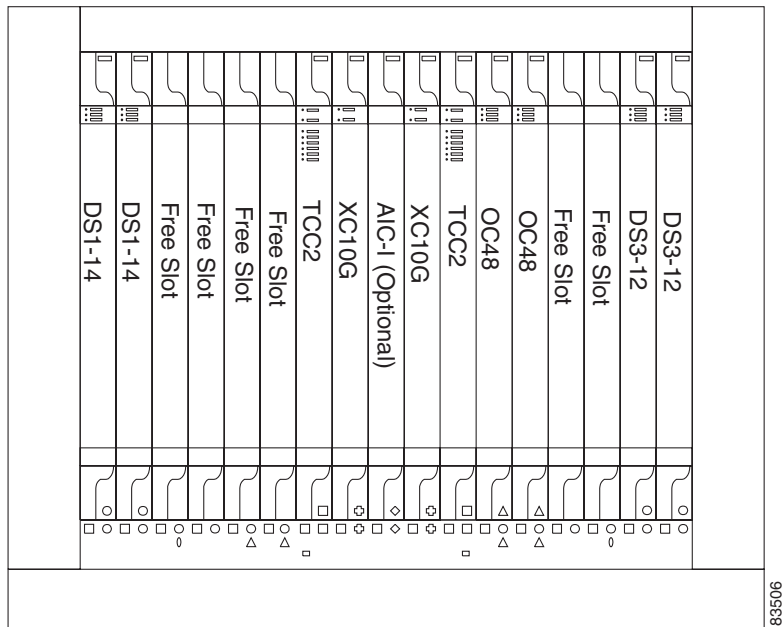 DS1-14
DS1-14
Free Slot
Free Slot
Free Slot
Free Slot
TCC2
XC10G
AIC-I (Optional)
XC10G
TCC2
OC48
OC48
Free Slot
Free Slot
DS3-12
DS3-12
83506